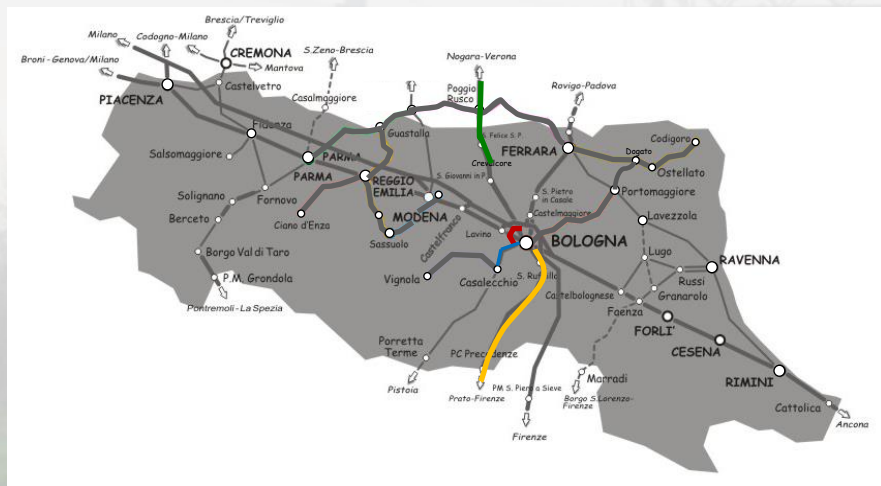 Brescia/Treviglio
Milano
Codogno-Milano
S.Zeno-Brescia
Nogara-Verona
CREMONA
Broni-Genova/Milano
Mantova
Castelvetro
Rovigo-Padova
PIACENZA
Casalmaggiore
Poggio
Rusco
Fidenza
Guastalla
S. Felice S.P.
Codigoro
Salsomaggiore
PARMA
Crevalcore
FERRARA
Dogato
Ostellato
PARMA
REGGIO
EMILIA
S. Giovanni in P.
S. Pietro
in Casale
Portomaggiore
Solignano
Fornovo
MODENA
Castelmaggiore
Lavezzola
Berceto
Ciano d'Enza
Castelfranco
Lavino
BOLOGNA
Sassuolo
Lugo
RAVENNA
Borgo Val di Taro
Vignola
Casalecchio
S. Ruffillo
Russi
P.M. Grondola
Castelbolognese
Granarolo
Faenza
Pontremoli-La Spezia
FORLI'
Porretta
Terme
PC Precedenze
CESENA
Pistoia
Prato-Firenze
PM S. Piero a Sieve
Marradi
RIMINI
Borgo S.Lorenzo-
Firenze
Cattolica
Firenze
Ancona